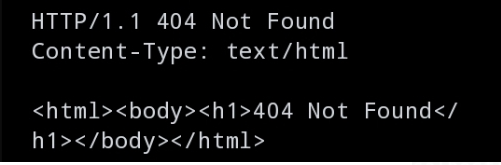 HTTP/1.1 404 Not Found
Content-Type: text/html

<html><body><h1>404 Not Found</
h1></body></html>